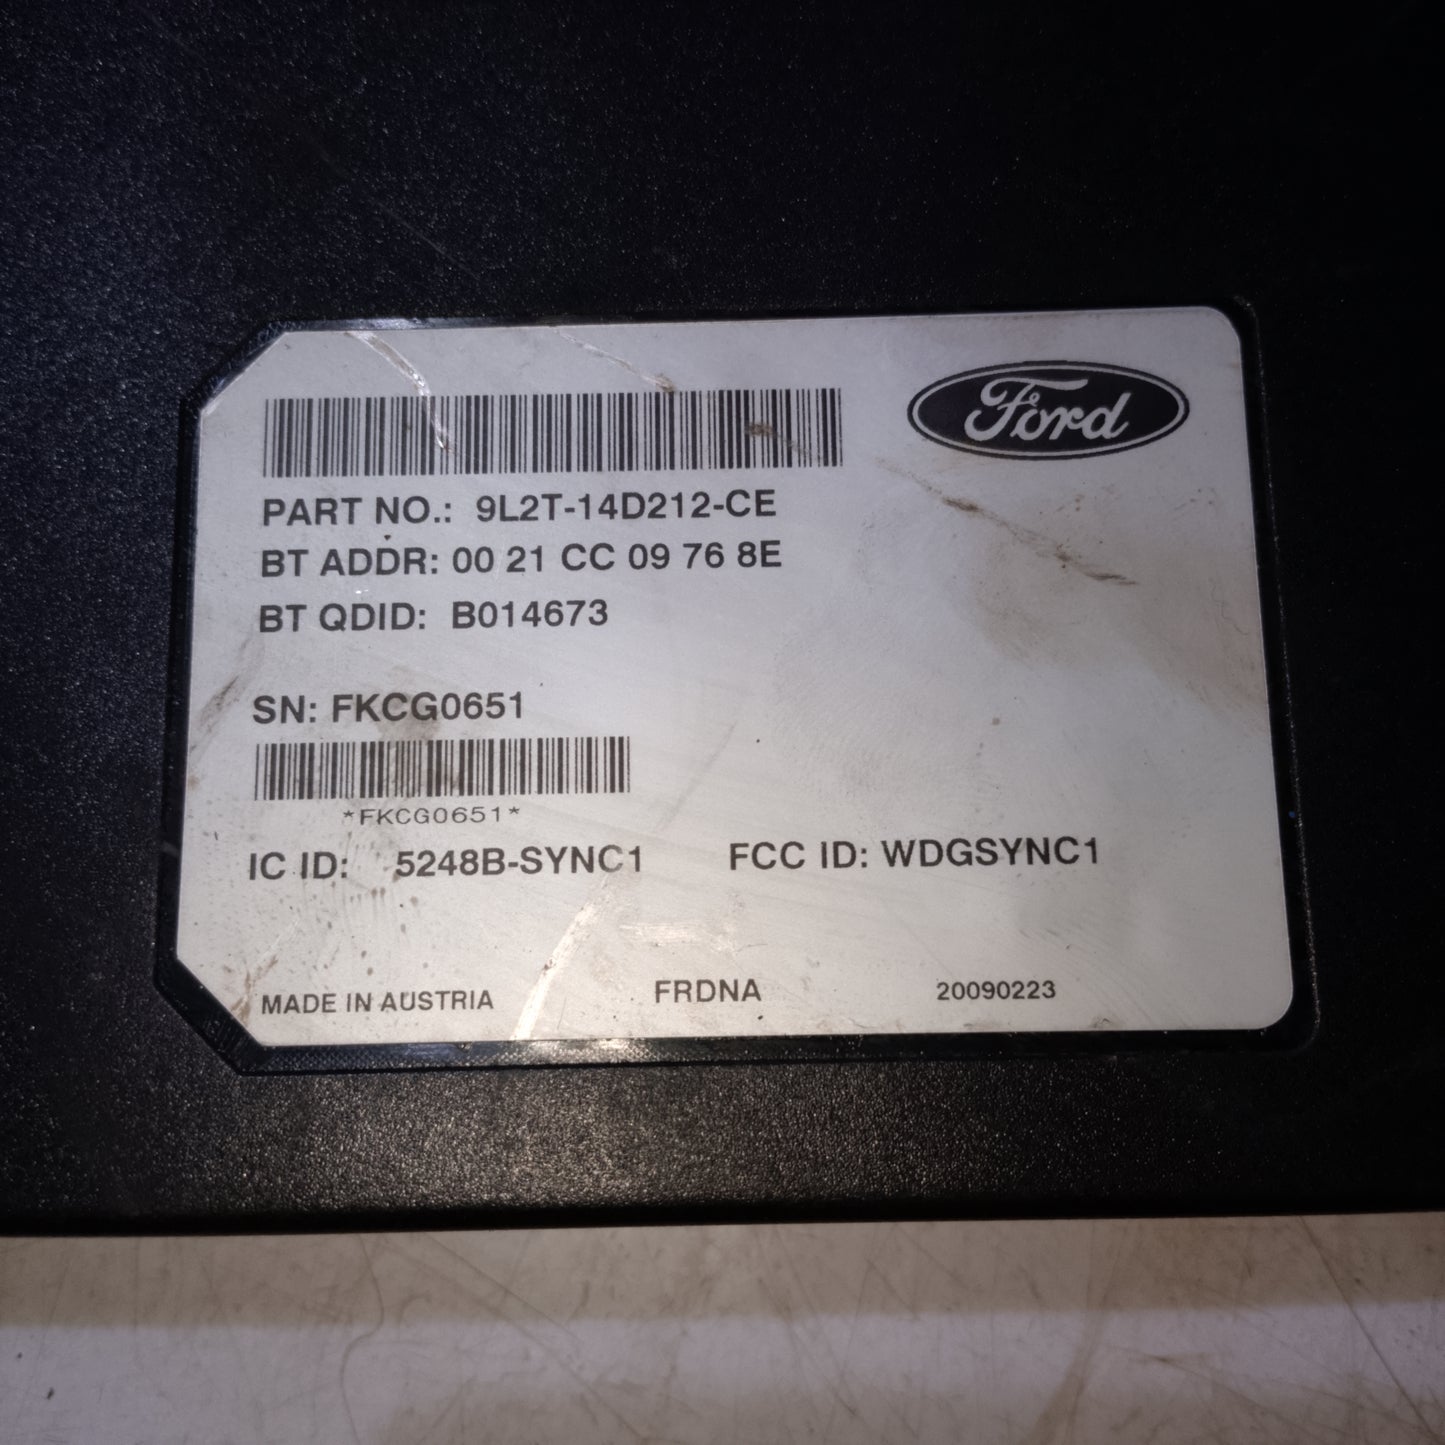 Ford
PART NO.: 9L2T-14D212-CE
BT ADDR: 00 21 CC 09 76 8E
BT QDID: B014673
SN: FKCG0651
*FKCG0651*
IC ID: 5248B-SYNC1 FCC ID: WDGSYNC1
MADE IN AUSTRIA FRDNA 20090223